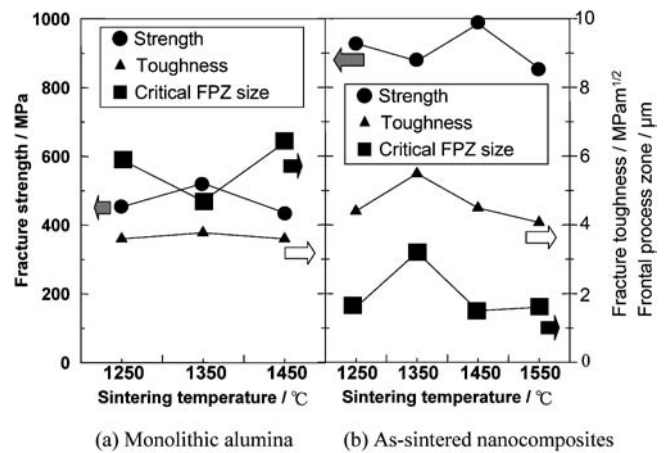 1000
800
600
400
200
0
Fracture strength / MPa
Strength
Toughness
Critical FPZ size
1250 1350 1450
Sintering temperature / ℃
(a) Monolithic alumina
Strength
Toughness
Critical FPZ size
10
8
6
4
2
0
Fracture toughness / MPam1/2
Frontal process zone / μm
1250 1350 1450 1550
Sintering temperature / ℃
(b) As-sintered nanocomposites